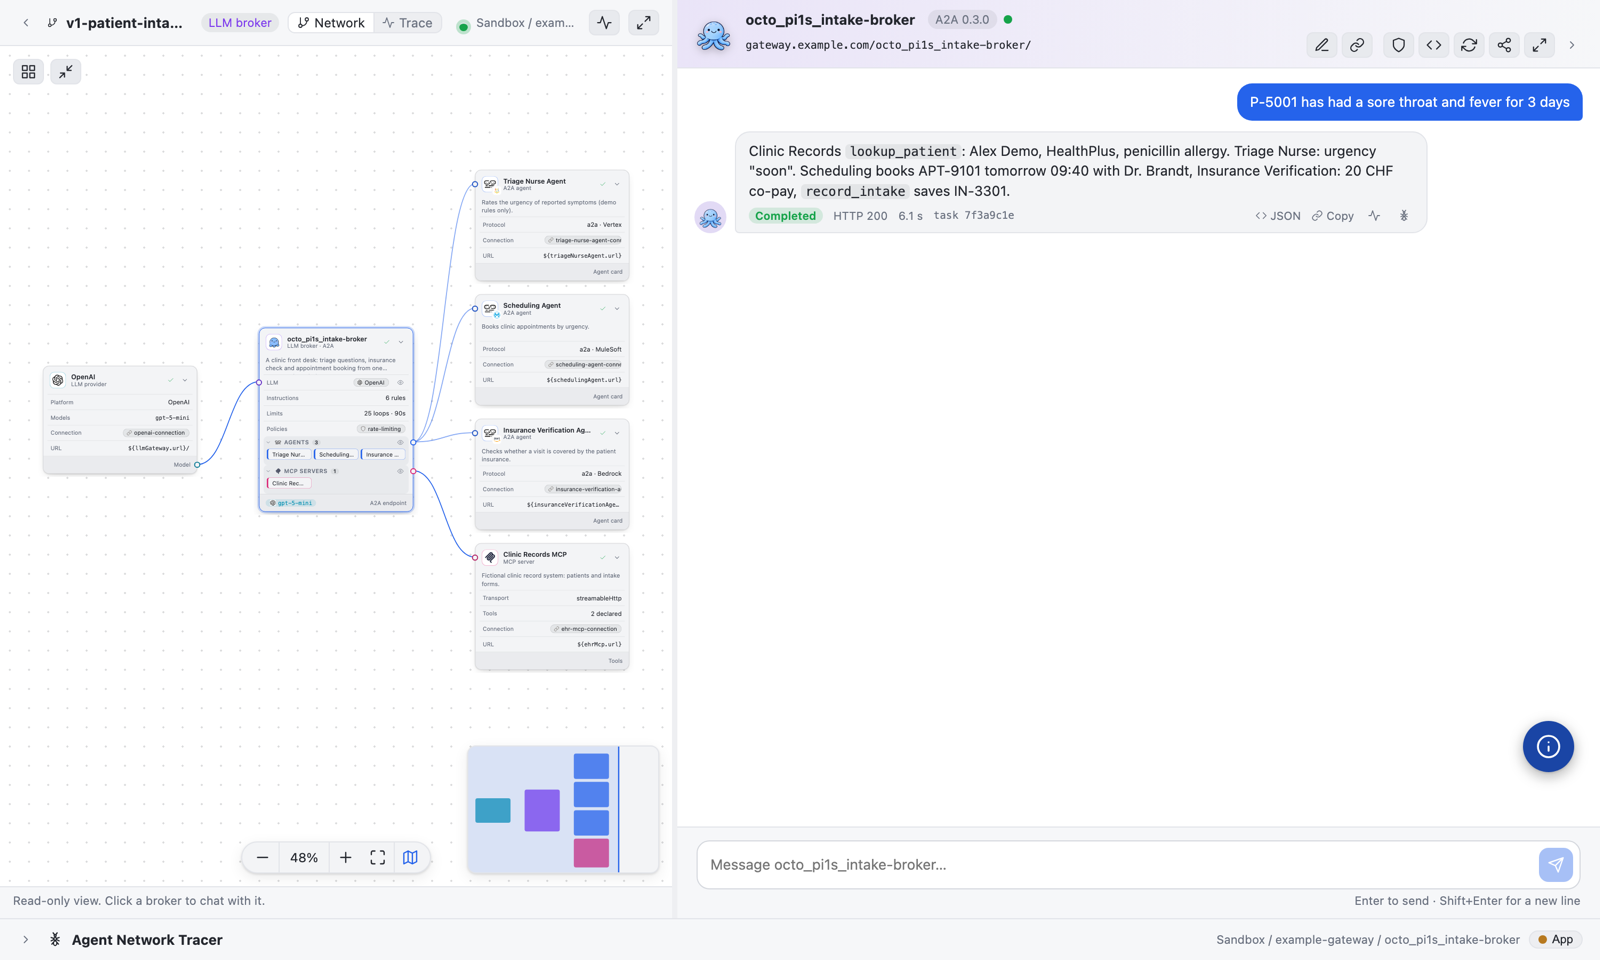 v1-patient-inta...
LLM broker
Network
Trace
Sandbox / exam...
octo_pi1s_intake-broker
A2A 0.3.0
gateway.example.com/octo_pi1s_intake-broker/
P-5001 has had a sore throat and fever for 3 days
Clinic Records lookup_patient: Alex Demo, HealthPlus, penicillin allergy. Triage Nurse: urgency
"soon". Scheduling books APT-9101 tomorrow 09:40 with Dr. Brandt, Insurance Verification: 20 CHF
co-pay, record_intake saves IN-3301.
Completed HTTP 200 6.1 s task 7f3a9c1e
JSON Copy
OpenAI
LLM provider
Platform OpenAI
Models gpt-5-mini
Connection openai-connection
URL ${llmGateway.url}/
Model
octo_pi1s_intake-broker
LLM broker · A2A
A clinic front desk: triage questions, insurance
check and appointment booking from one...
LLM OpenAI
Instructions 6 rules
Limits 25 loops · 90s
Policies rate-limiting
AGENTS 3
Triage Nur... Scheduling... Insurance ...
MCP SERVERS 1
Clinic Rec...
gpt-5-mini A2A endpoint
Triage Nurse Agent
A2A agent
Rates the urgency of reported symptoms (demo
rules only).
Protocol a2a · Vertex
Connection triage-nurse-agent-conn
URL ${triageNurseAgent.url}
Agent card
Scheduling Agent
A2A agent
Books clinic appointments by urgency.
Protocol a2a · MuleSoft
Connection scheduling-agent-conne
URL ${schedulingAgent.url}
Agent card
Insurance Verification Ag...
A2A agent
Checks whether a visit is covered by the patient
insurance.
Protocol a2a · Bedrock
Connection insurance-verification-a
URL ${insuranceVerificationAge...
Agent card
Clinic Records MCP
MCP server
Fictional clinic record system: patients and intake
forms.
Transport streamableHttp
Tools 2 declared
Connection ehr-mcp-connection
URL ${ehrMcp.url}
Tools
48%
Read-only view. Click a broker to chat with it.
Message octo_pi1s_intake-broker...
Enter to send · Shift+Enter for a new line
Agent Network Tracer
Sandbox / example-gateway / octo_pi1s_intake-broker
App